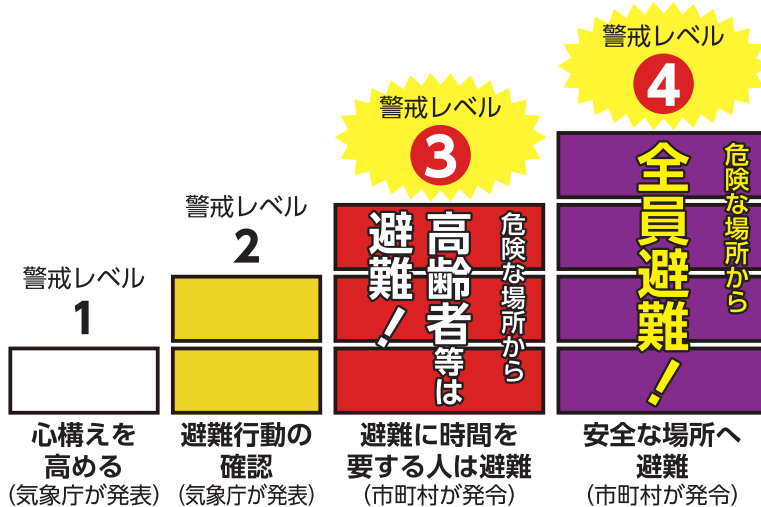 警戒レベル
1
心構えを
高める
(気象庁が発表)
警戒レベル
2
避難行動の
確認
(気象庁が発表)
警戒レベル
3
危険な場所から
高齢者等は
避難！
避難に時間を
要する人は避難
(市町村が発令)
警戒レベル
4
危険な場所から
全員避難！
安全な場所へ
避難
(市町村が発令)